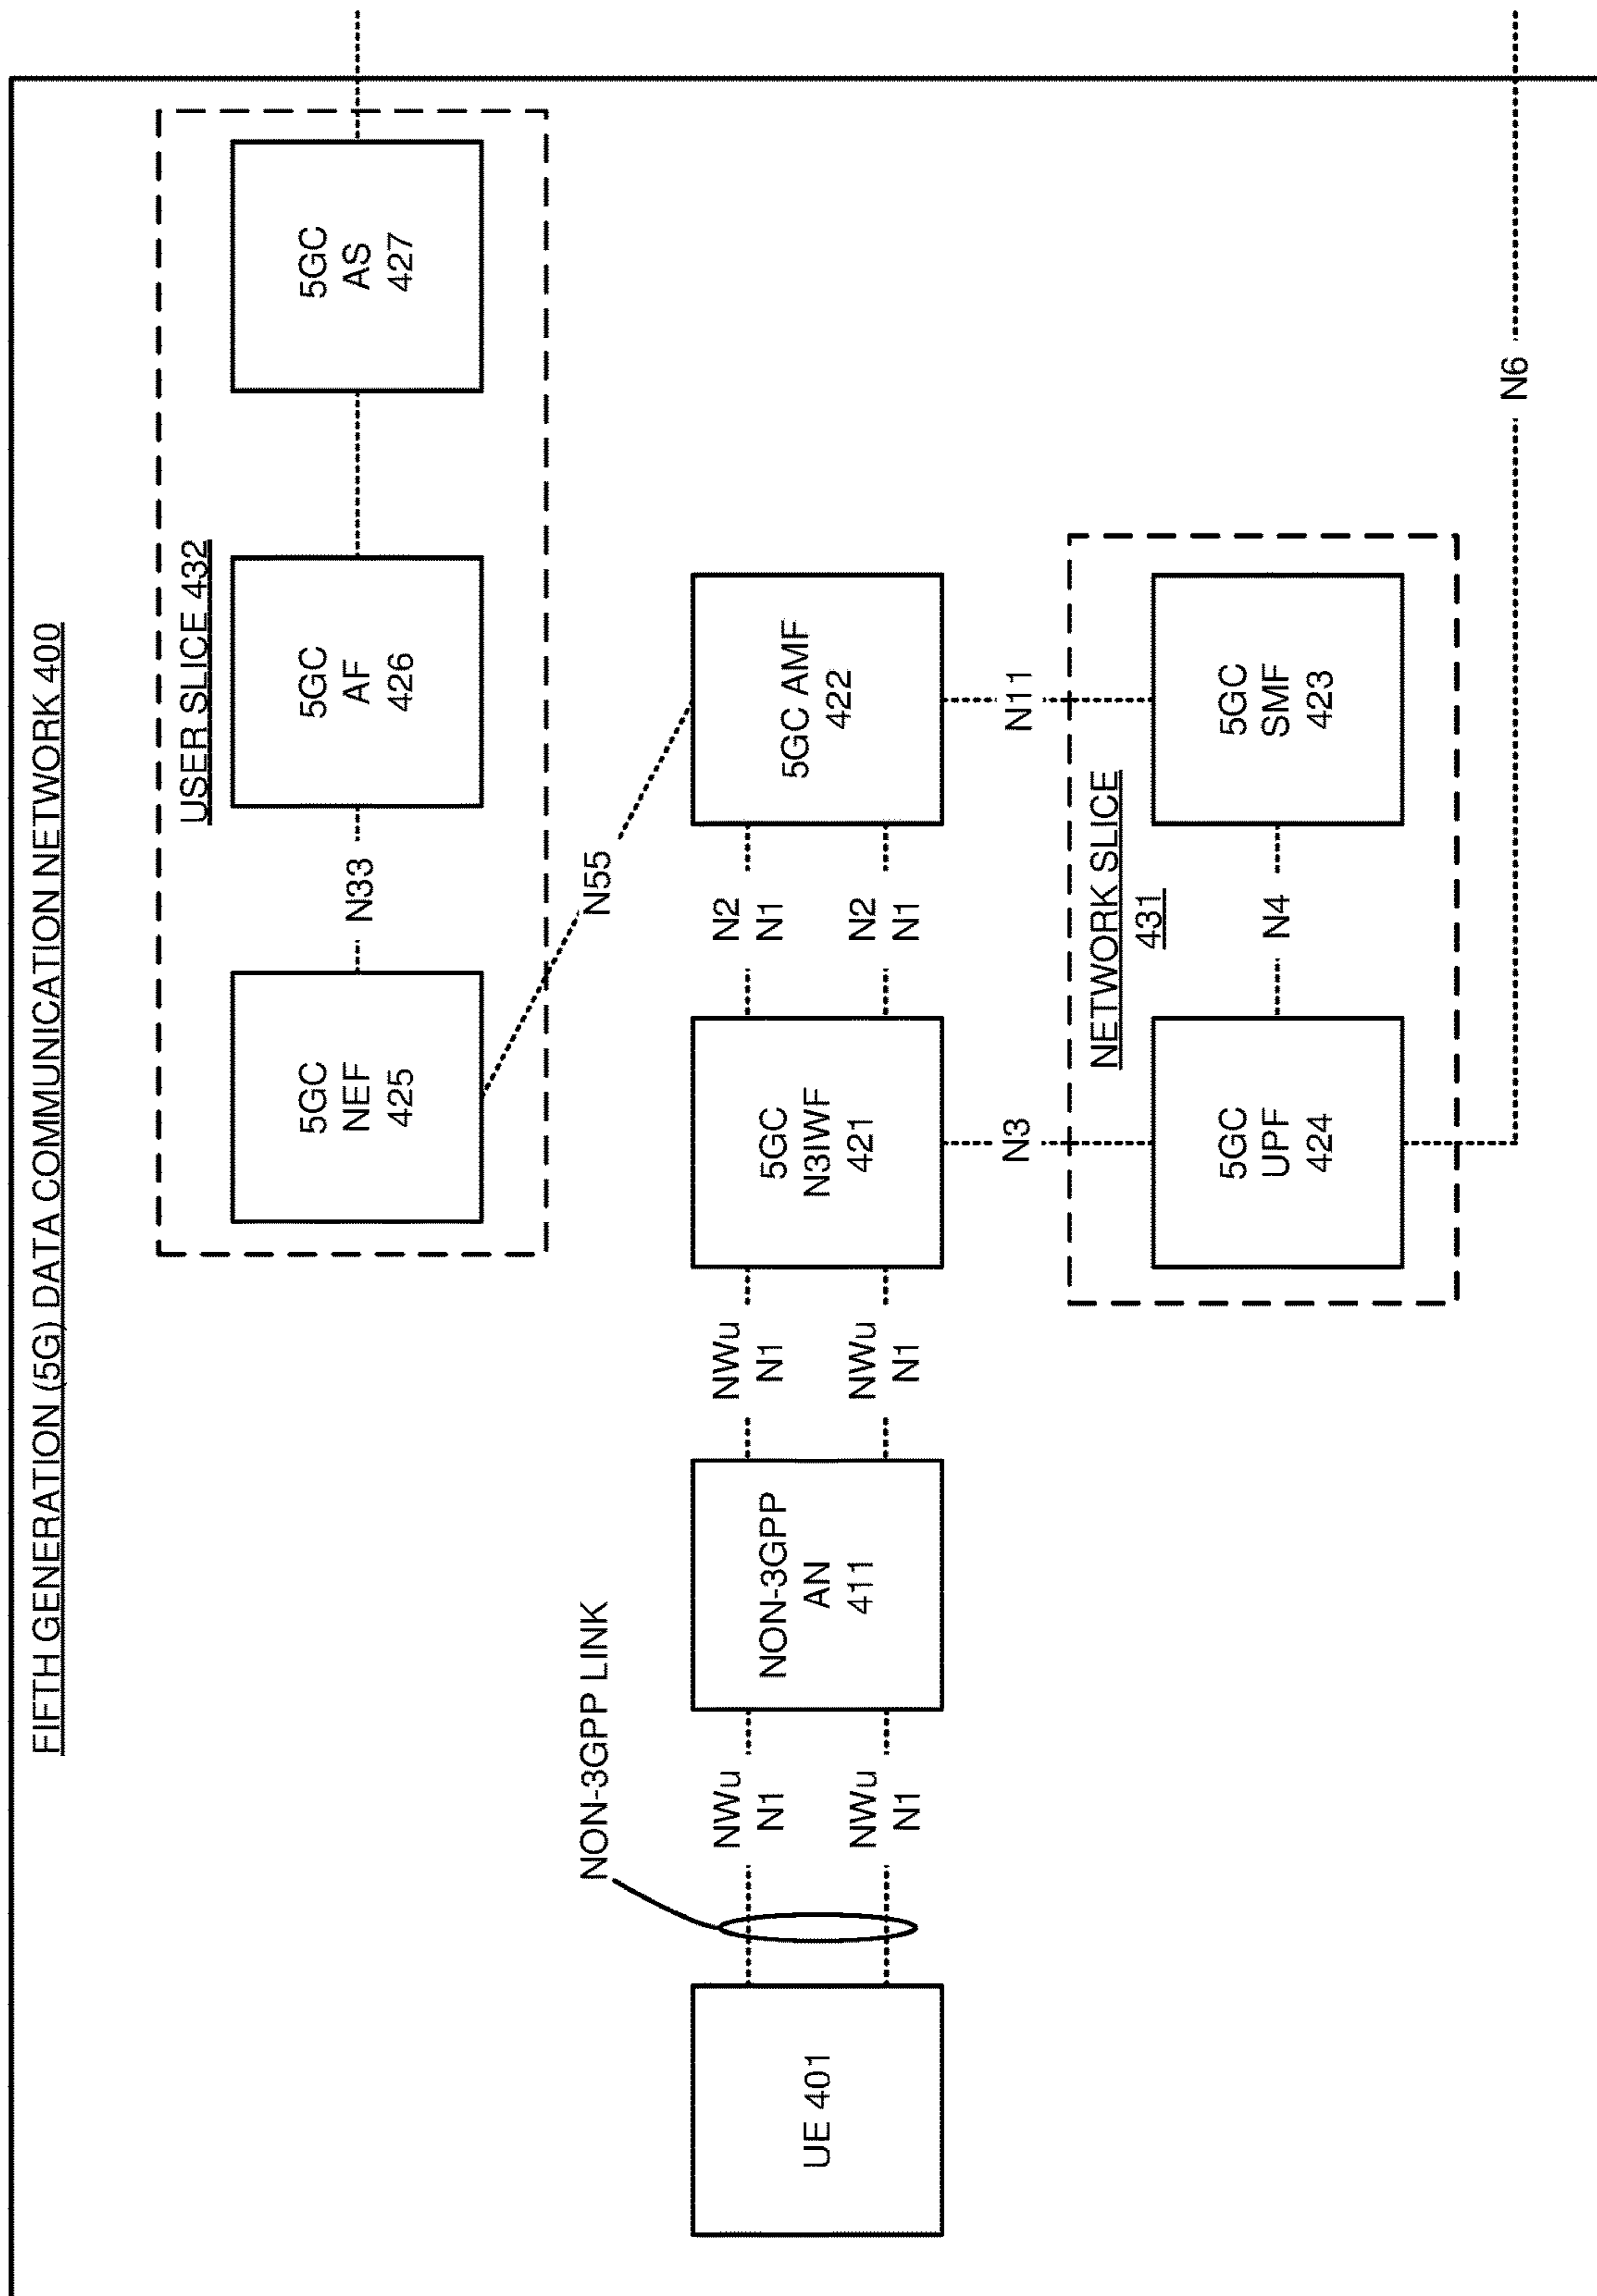 FIFTH GENERATION (5G) DATA COMMUNICATION NETWORK 400
USER SLICE 432
5GC
NEF
425
N33
5GC
AF
426
5GC
AS
427
N55
NON-3GPP LINK
UE 401
NWu
N1
NWu
N1
NON-3GPP
AN
411
NWu
N1
NWu
N1
5GC
N3IWF
421
N2
N1
N2
N1
5GC AMF
422
N3
N11
NETWORK SLICE
431
5GC
UPF
424
N4
5GC
SMF
423
N6